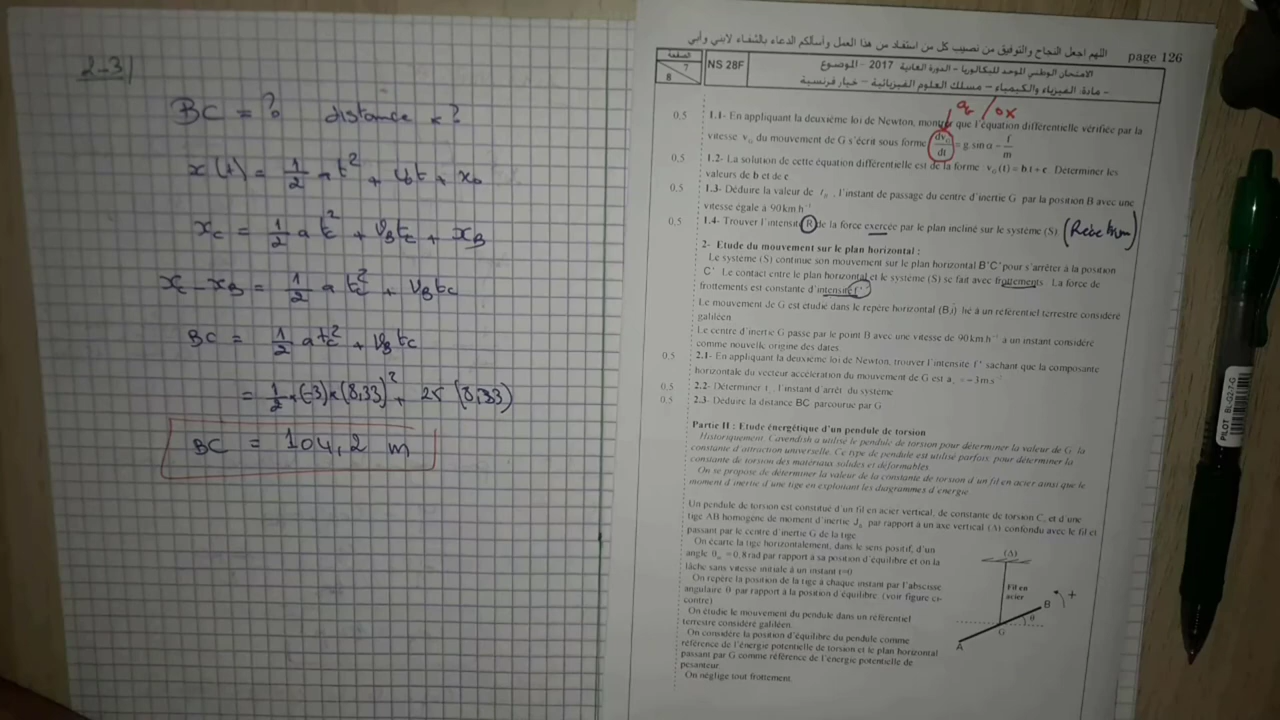 2-3|
BC = ? distance = ?
x(t) = 1/2 at² + v₀t + x₀
x_C = 1/2 a t_C² + V_B t_C + x_B
x_C - x_B = 1/2 a t_C² + V_B t_C
BC = 1/2 a t_C² + V_B t_C
= 1/2 × (-3) × (8,33)² + 25 (8,33)
BC = 104,2 m
اللهم اجعل النجاح والتوفيق من نصيب كل من استفاد من هذا العمل وأسألكم الدعاء بالشفاء لابني وأبي
page 126
الصفحة
7
8
NS 28F
الامتحان الوطني الموحد للبكالوريا - الدورة العادية 2017 - الموضوع
- مادة: الفيزياء والكيمياء - مسلك العلوم الفيزيائية - خيار فرنسية
/ox
0.5 1.1- En appliquant la deuxième loi de Newton, montrer que l'équation différentielle vérifiée par la
vitesse v_G du mouvement de G s'écrit sous forme dv_G/dt = g.sin α - f/m
0.5 1.2- La solution de cette équation différentielle est de la forme v_G(t) = b.t + c. Déterminer les
valeurs de b et de c.
0.5 1.3- Déduire la valeur de t_B, l'instant de passage du centre d'inertie G par la position B avec une
vitesse égale à 90 km.h⁻¹
0.5 1.4- Trouver l'intensité R de la force exercée par le plan incliné sur le système (S). (Réaction)
2- Etude du mouvement sur le plan horizontal :
Le système (S) continue son mouvement sur le plan horizontal B'C' pour s'arrêter à la position
C'. Le contact entre le plan horizontal et le système (S) se fait avec frottements. La force de
frottements est constante d'intensité f'.
Le mouvement de G est étudié dans le repère horizontal (B,i) lié à un référentiel terrestre considéré
galiléen.
Le centre d'inertie G passe par le point B avec une vitesse de 90 km.h⁻¹ à un instant considéré
comme nouvelle origine des dates.
0.5 2.1- En appliquant la deuxième loi de Newton, trouver l'intensité f' sachant que la composante
horizontale du vecteur accélération du mouvement de G est a_x = -3 m.s⁻²
0.5 2.2- Déterminer t_C l'instant d'arrêt du système.
0.5 2.3- Déduire la distance BC parcourue par G.
Partie II : Etude énergétique d'un pendule de torsion
Historiquement, Cavendish a utilisé le pendule de torsion pour déterminer la valeur de G, la
constante d'attraction universelle. Ce type de pendule est utilisé parfois, pour déterminer la
constante de torsion des matériaux solides et déformables.
On se propose de déterminer la valeur de la constante de torsion d'un fil en acier ainsi que le
moment d'inertie d'une tige en exploitant les diagrammes d'énergie.
Un pendule de torsion est constitué d'un fil en acier vertical, de constante de torsion C, et d'une
tige AB homogène de moment d'inertie J_Δ par rapport à un axe vertical (Δ) confondu avec le fil et
passant par le centre d'inertie G de la tige.
On écarte la tige horizontalement, dans le sens positif, d'un
angle θ_m = 0,8 rad par rapport à sa position d'équilibre et on la
lâche sans vitesse initiale à un instant t=0.
On repère la position de la tige à chaque instant par l'abscisse
angulaire θ par rapport à la position d'équilibre (voir figure ci-
contre)
On étudie le mouvement du pendule dans un référentiel
terrestre considéré galiléen.
On considère la position d'équilibre du pendule comme
référence de l'énergie potentielle de torsion et le plan horizontal
passant par G comme référence de l'énergie potentielle de
pesanteur.
On néglige tout frottement.
(Δ)
Fil en
acier
+
B
θ
G
A
PILOT BL-G2-7-G